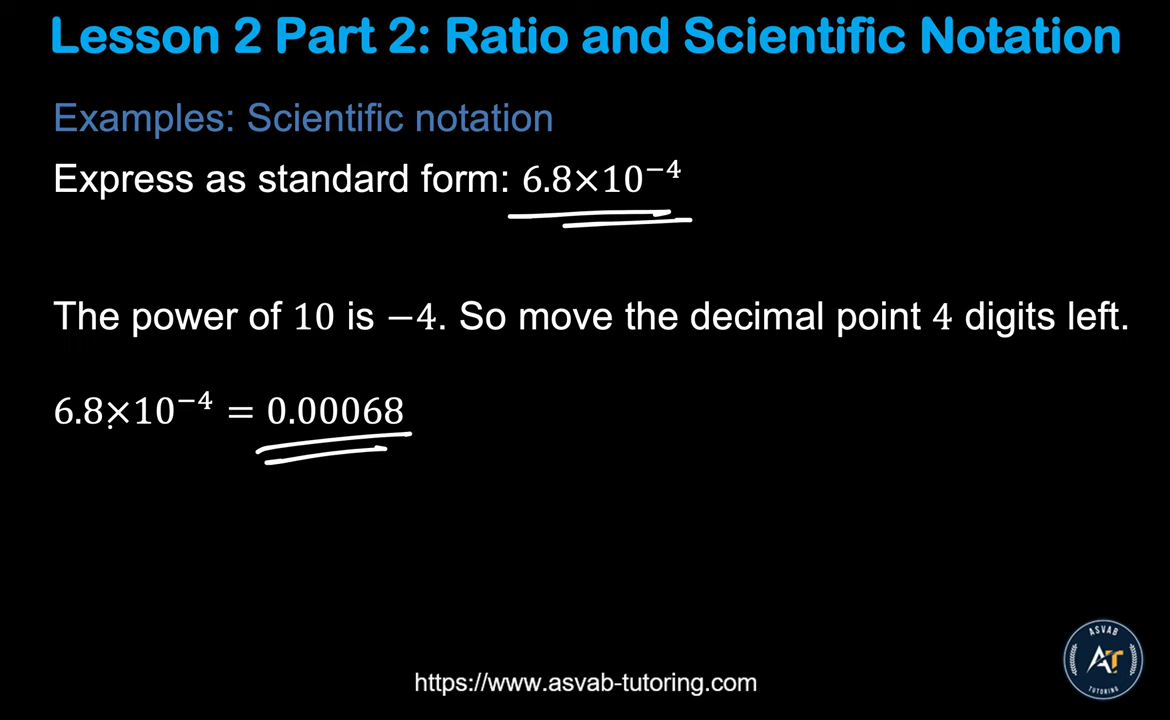 Lesson 2 Part 2: Ratio and Scientific Notation
Examples: Scientific notation
Express as standard form: 6.8×10⁻⁴
The power of 10 is −4. So move the decimal point 4 digits left.
6.8×10⁻⁴ = 0.00068
ASVAB
AT
TUTORING
https://www.asvab-tutoring.com